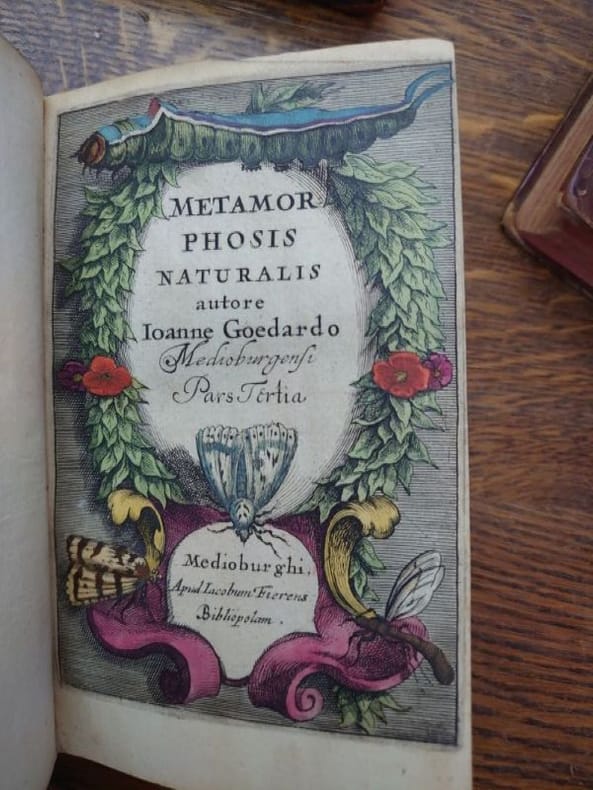 METAMOR
PHOSIS
NATURALIS
autore
Ioanne Goedardo
Medioburgensi
Pars Tertia
Medioburghi,
Apud Iacobum Fierens
Bibliopolam.